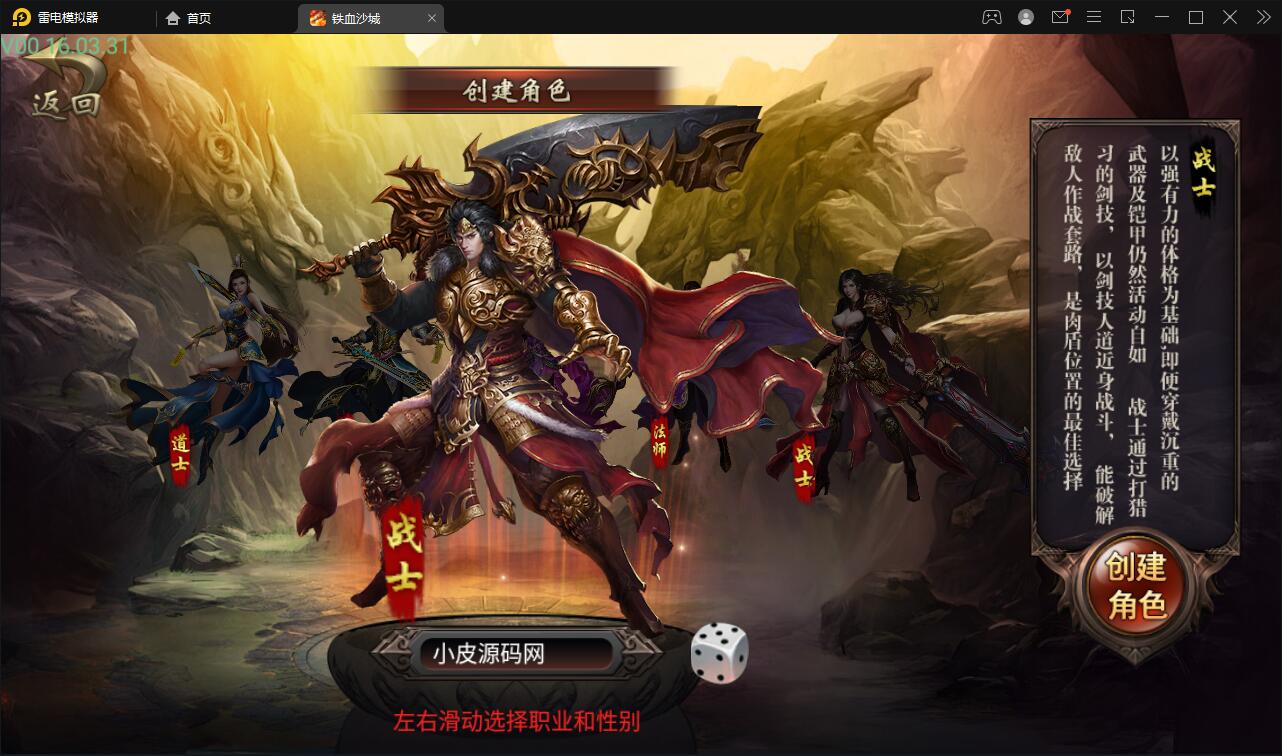 雷电模拟器
首页
铁血沙城
V00.16.03.31
返回
创建角色
战士
以强有力的体格为基础,即便穿戴沉重的
武器及铠甲仍然活动自如 战士通过打猎
习的剑技，以剑技人道近身战斗，能破解
敌人作战套路，是肉盾位置的最佳选择
道士
法师
战士
战士
创建
角色
小皮源码网
左右滑动选择职业和性别